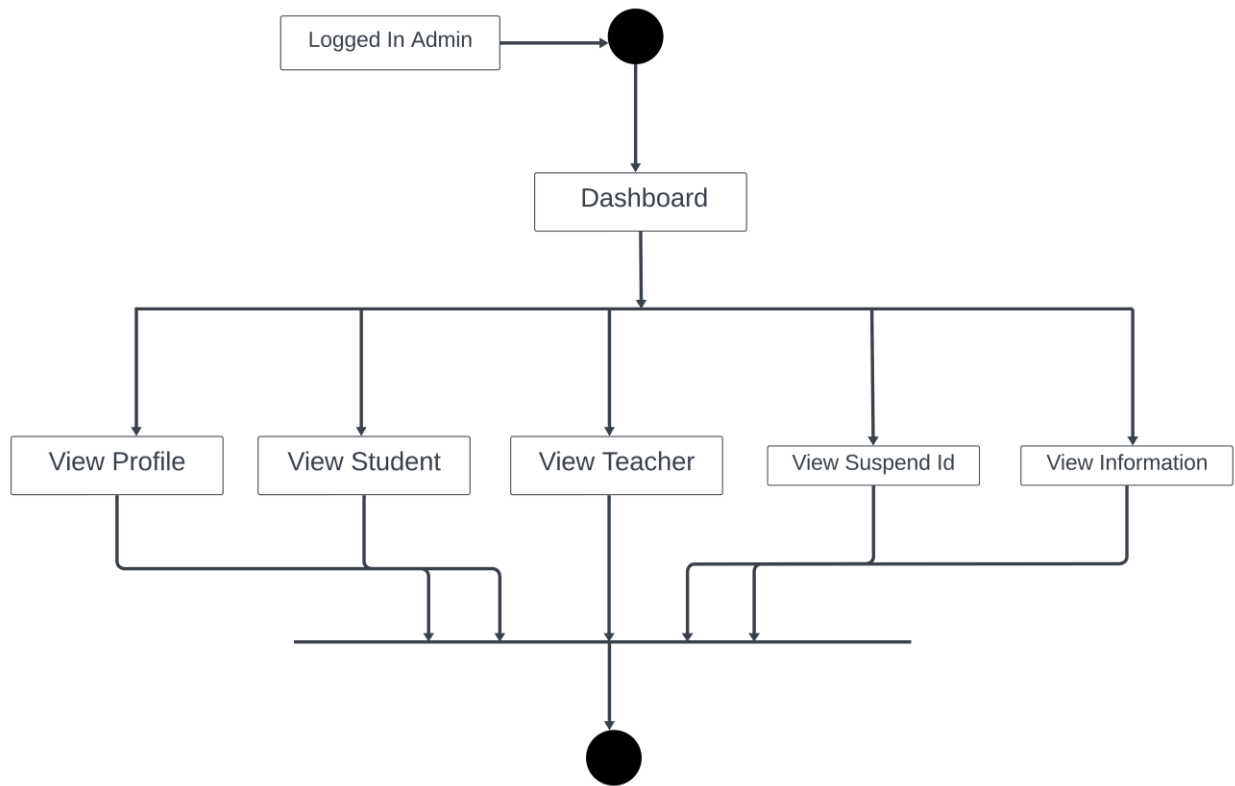 Logged In Admin
Dashboard
View Profile
View Student
View Teacher
View Suspend Id
View Information